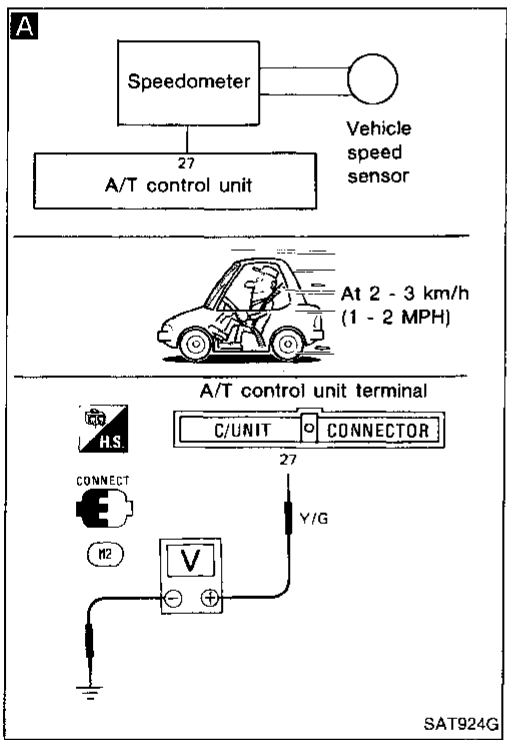 A
Speedometer
Vehicle
speed
sensor
27
A/T control unit
At 2 - 3 km/h
(1 - 2 MPH)
A/T control unit terminal
H.S.
C/UNIT
CONNECTOR
27
CONNECT
Y/G
M2
V
SAT924G